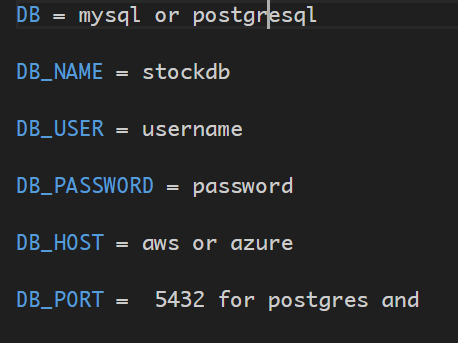 DB = mysql or postgresql
DB_NAME = stockdb
DB_USER = username
DB_PASSWORD = password
DB_HOST = aws or azure
DB_PORT =  5432 for postgres and